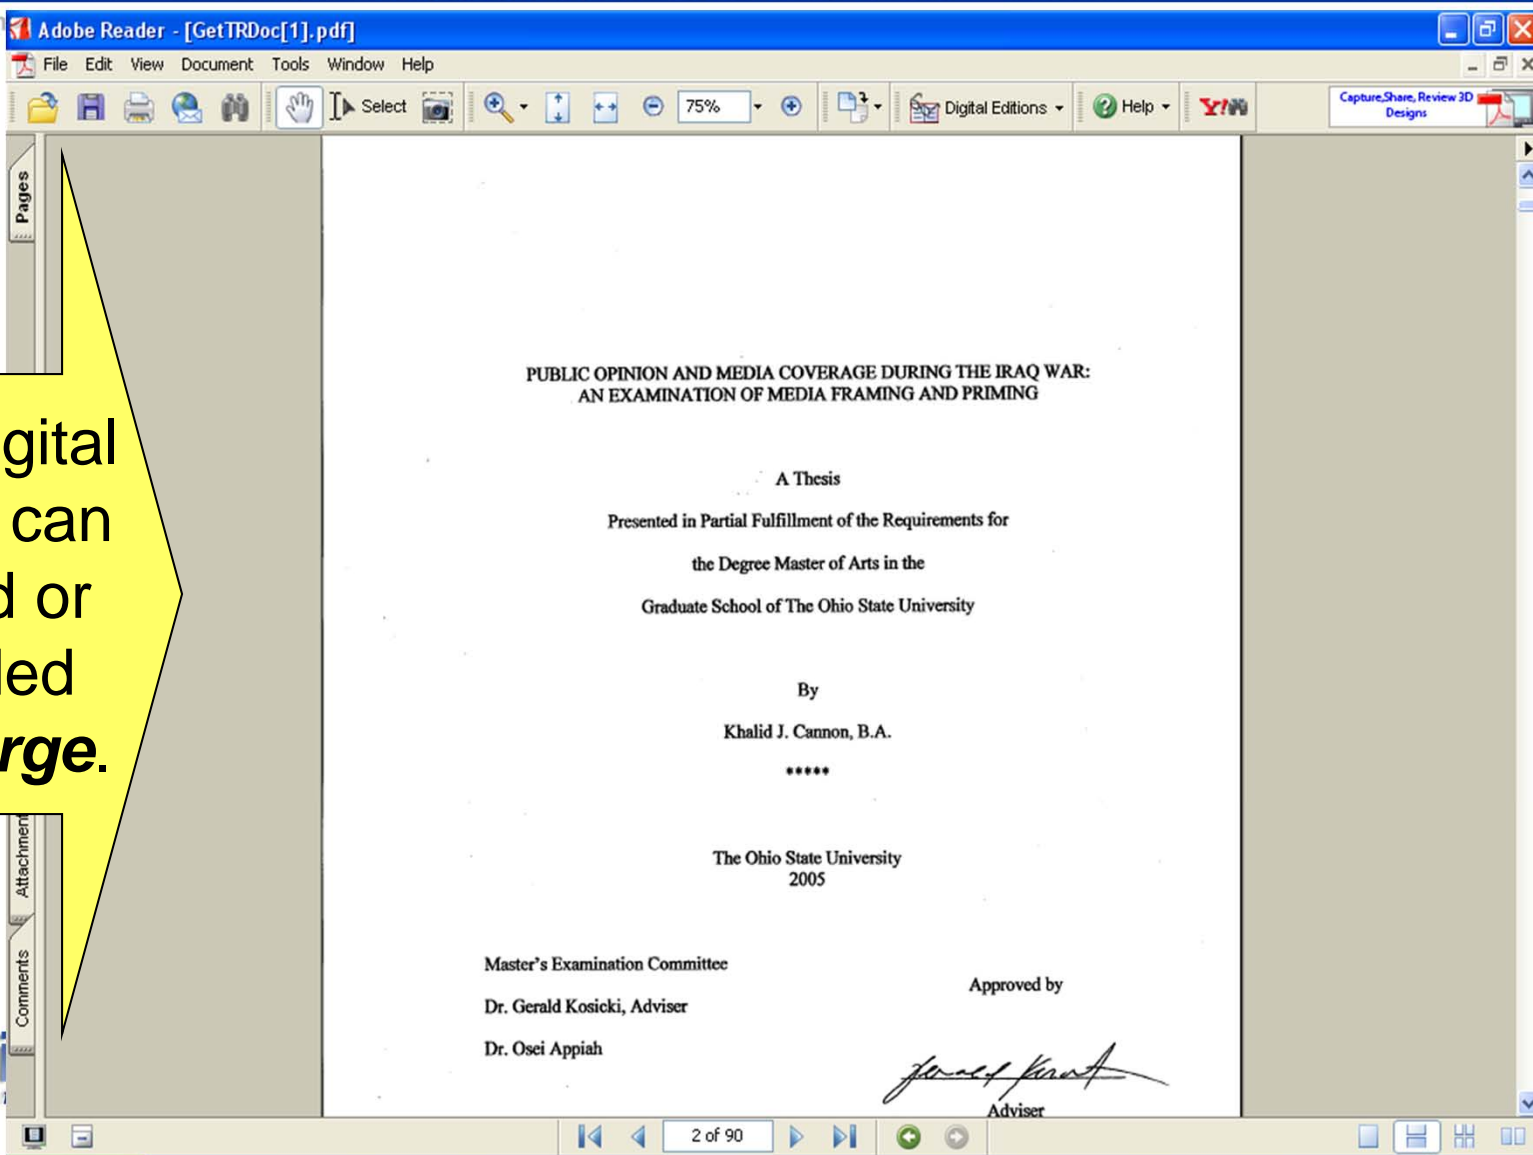 Adobe Reader - [GetTRDoc[1].pdf]
File Edit View Document Tools Window Help
Select 75% Digital Editions Help Y! Capture,Share, Review 3D
Designs
Pages
PUBLIC OPINION AND MEDIA COVERAGE DURING THE IRAQ WAR:
AN EXAMINATION OF MEDIA FRAMING AND PRIMING
A Thesis
Presented in Partial Fulfillment of the Requirements for
the Degree Master of Arts in the
Graduate School of The Ohio State University
By
Khalid J. Cannon, B.A.
*****
The Ohio State University
2005
Master's Examination Committee
Approved by
Dr. Gerald Kosicki, Adviser
Dr. Osei Appiah
Adviser
gital
can
d or
led
rge.
Attachment
Comments
2 of 90